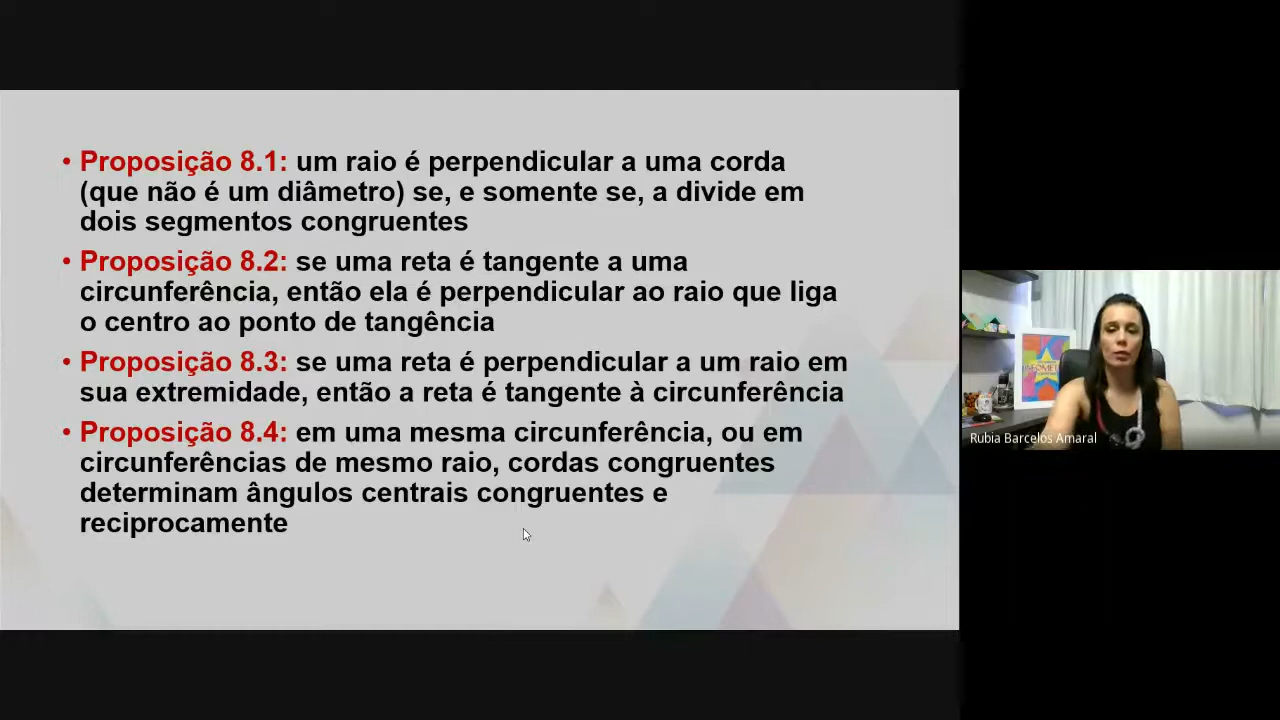 • Proposição 8.1: um raio é perpendicular a uma corda
(que não é um diâmetro) se, e somente se, a divide em
dois segmentos congruentes
• Proposição 8.2: se uma reta é tangente a uma
circunferência, então ela é perpendicular ao raio que liga
o centro ao ponto de tangência
• Proposição 8.3: se una reta é perpendicular a um raio em
sua extremidade, então a reta é tangente à circunferência
• Proposição 8.4: em uma mesma circunferência, ou em
circunferências de mesmo raio, cordas congruentes
determinam ângulos centrais congruentes e
reciprocamente
Rubia Barcelos Amaral